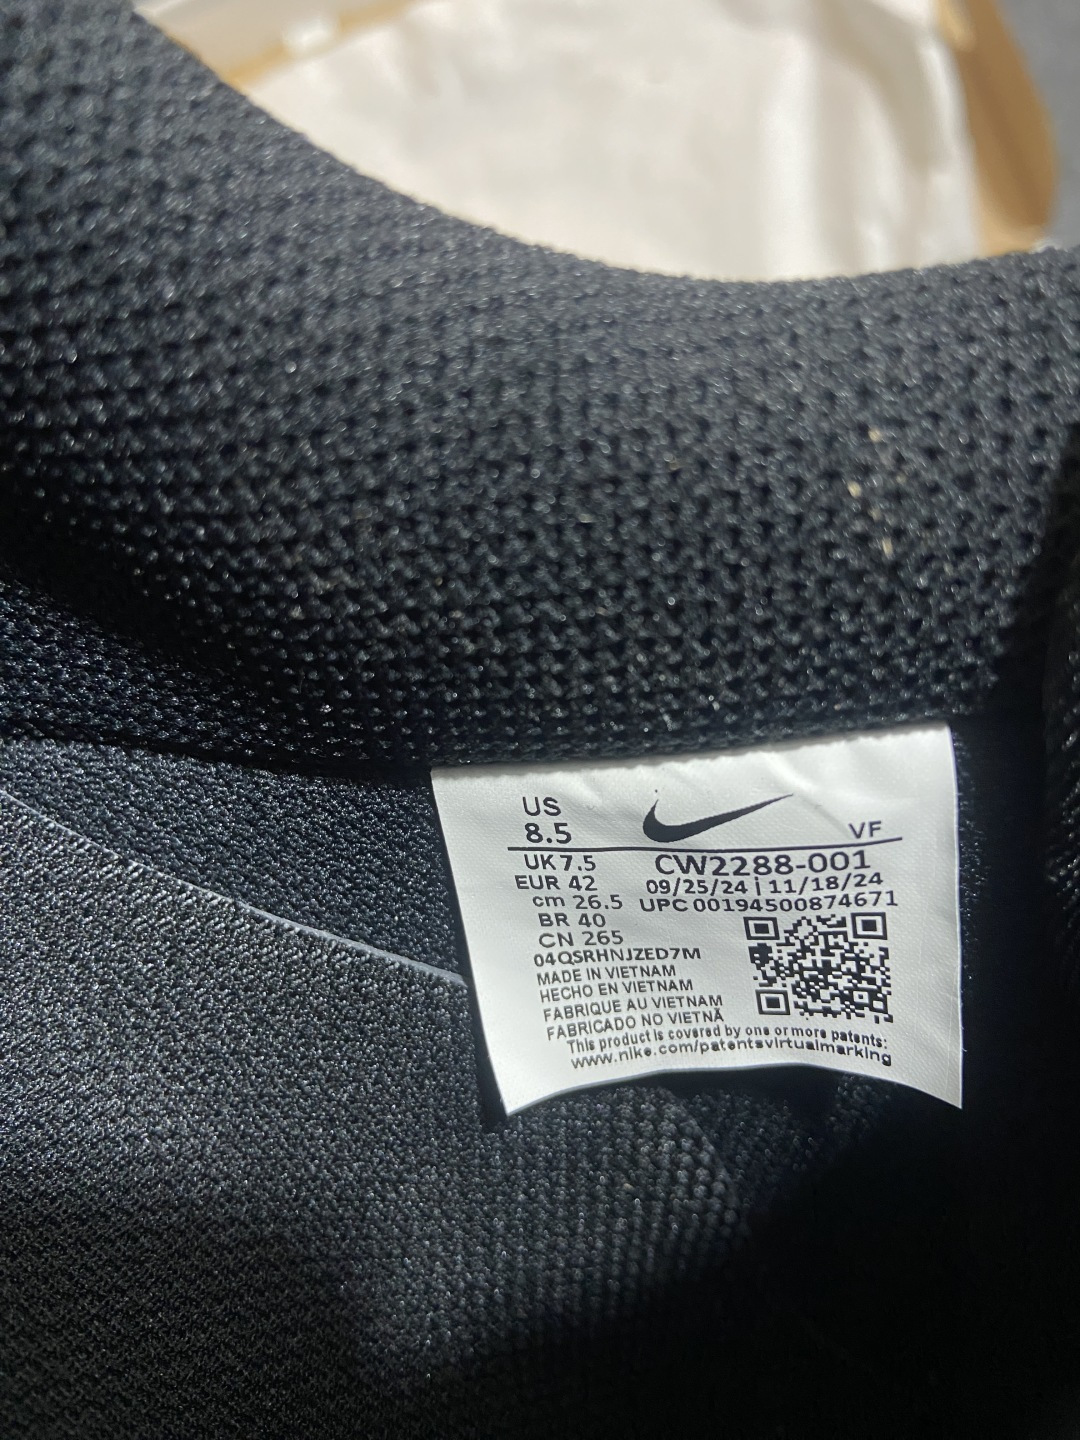 US
8.5
VF
UK 7.5
CW2288-001
EUR 42
09/25/24 | 11/18/24
cm 26.5
UPC 00194500874671
BR 40
CN 265
04QSRHNJZED7M
MADE IN VIETNAM
HECHO EN VIETNAM
FABRIQUE AU VIETNAM
FABRICADO NO VIETNÃ
This product is covered by one or more patents:
www.nike.com/patentsvirtualmarking